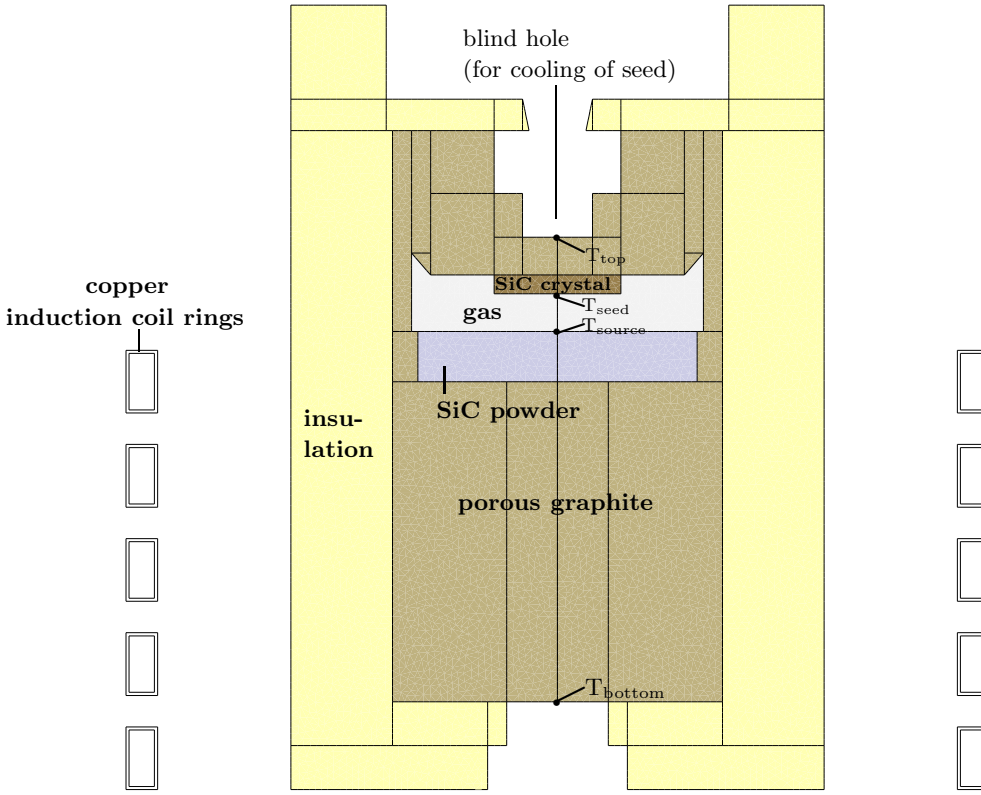 blind hole
(for cooling of seed)
T_top
SiC crystal
T_seed
gas
T_source
copper
induction coil rings
SiC powder
insu-
lation
porous graphite
T_bottom